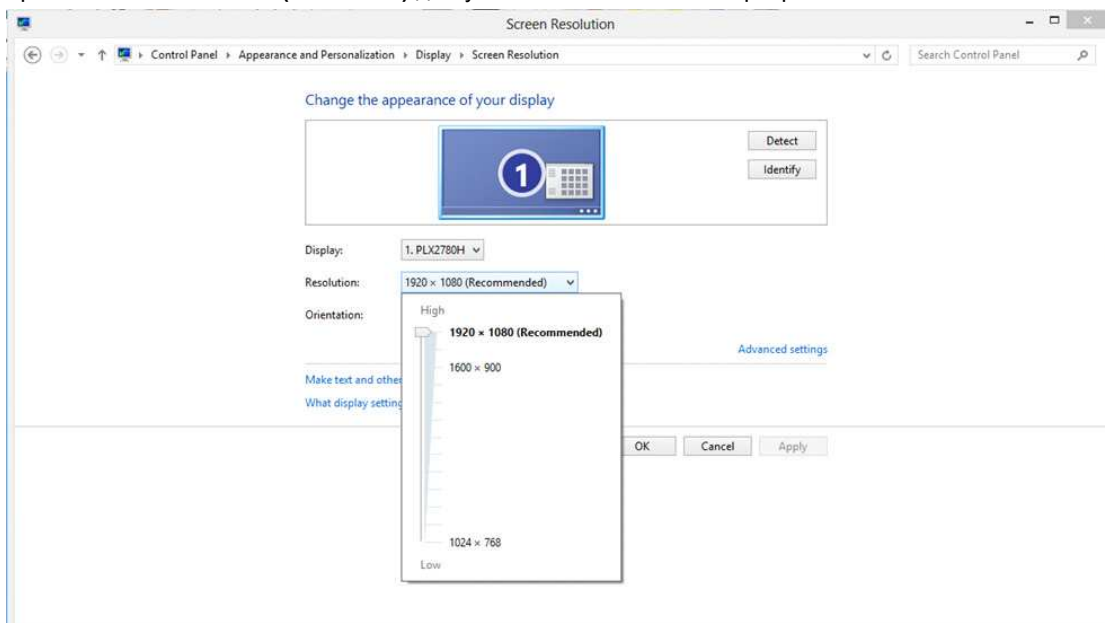 Screen Resolution
Control Panel Appearance and Personalization Display Screen Resolution
Search Control Panel
Change the appearance of your display
1
Detect
Identify
Display:
1. PLX2780H
Resolution:
1920 × 1080 (Recommended)
Orientation:
High
1920 × 1080 (Recommended)
1600 × 900
1024 × 768
Low
Advanced settings
Make text and other
What display setting
OK
Cancel
Apply